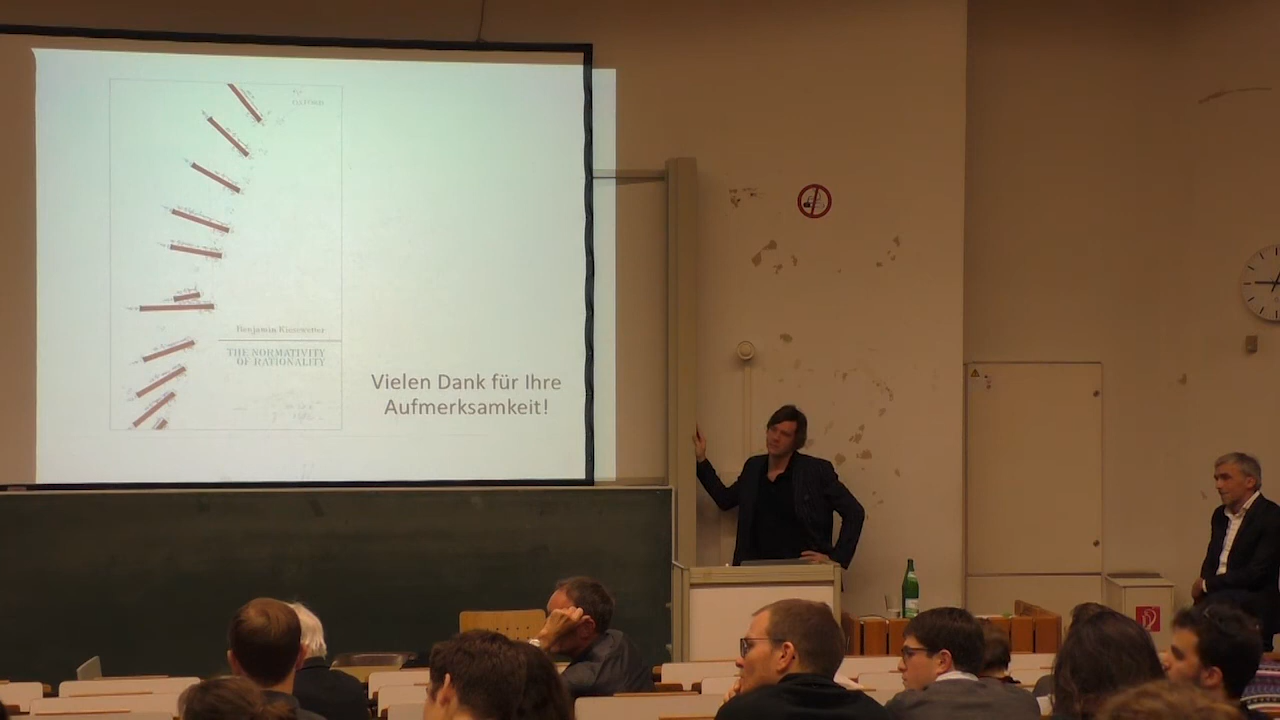 OXFORD
Benjamin Kiesewetter
THE NORMATIVITY
OF RATIONALITY
Vielen Dank für Ihre
Aufmerksamkeit!